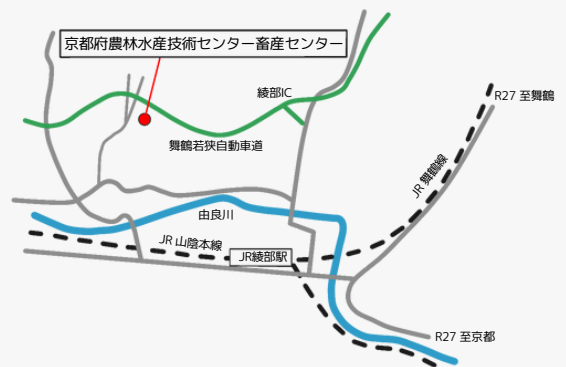 京都府農林水産技術センター畜産センター
綾部IC
R27 至舞鶴
舞鶴若狭自動車道
JR 舞鶴線
由良川
JR 山陰本線
JR綾部駅
R27 至京都